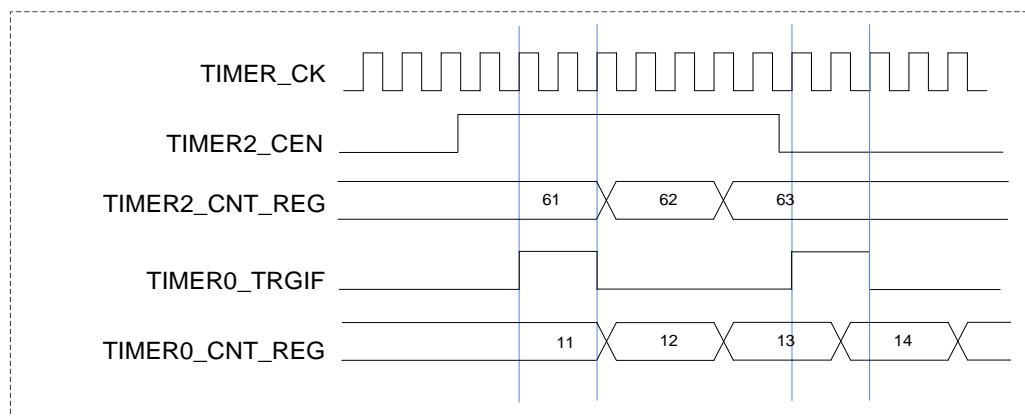 TIMER_CK
TIMER2_CEN
TIMER2_CNT_REG 61 62 63
TIMER0_TRGIF
TIMER0_CNT_REG 11 12 13 14